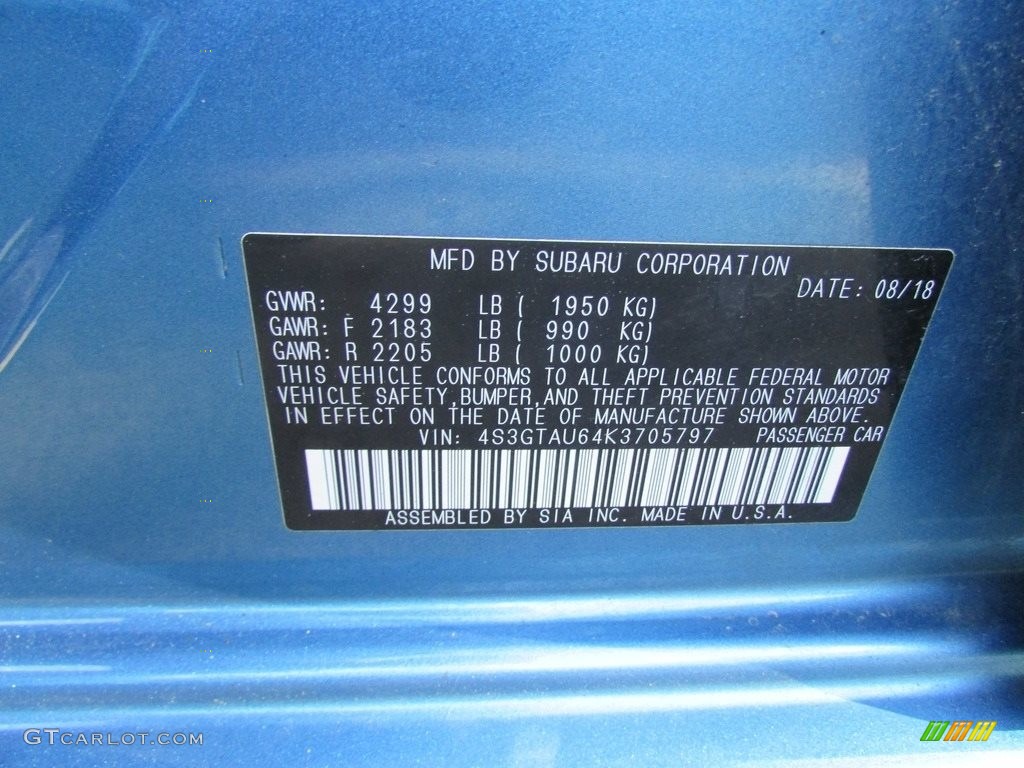 MFD BY SUBARU CORPORATION
DATE: 08/18
GVWR: 4299 LB ( 1950 KG)
GAWR: F 2183 LB ( 990 KG)
GAWR: R 2205 LB ( 1000 KG)
THIS VEHICLE CONFORMS TO ALL APPLICABLE FEDERAL MOTOR
VEHICLE SAFETY, BUMPER, AND THEFT PREVENTION STANDARDS
IN EFFECT ON THE DATE OF MANUFACTURE SHOWN ABOVE.
VIN: 4S3GTAU64K3705797 PASSENGER CAR
ASSEMBLED BY SIA INC. MADE IN U.S.A.
GTCARLOT.COM